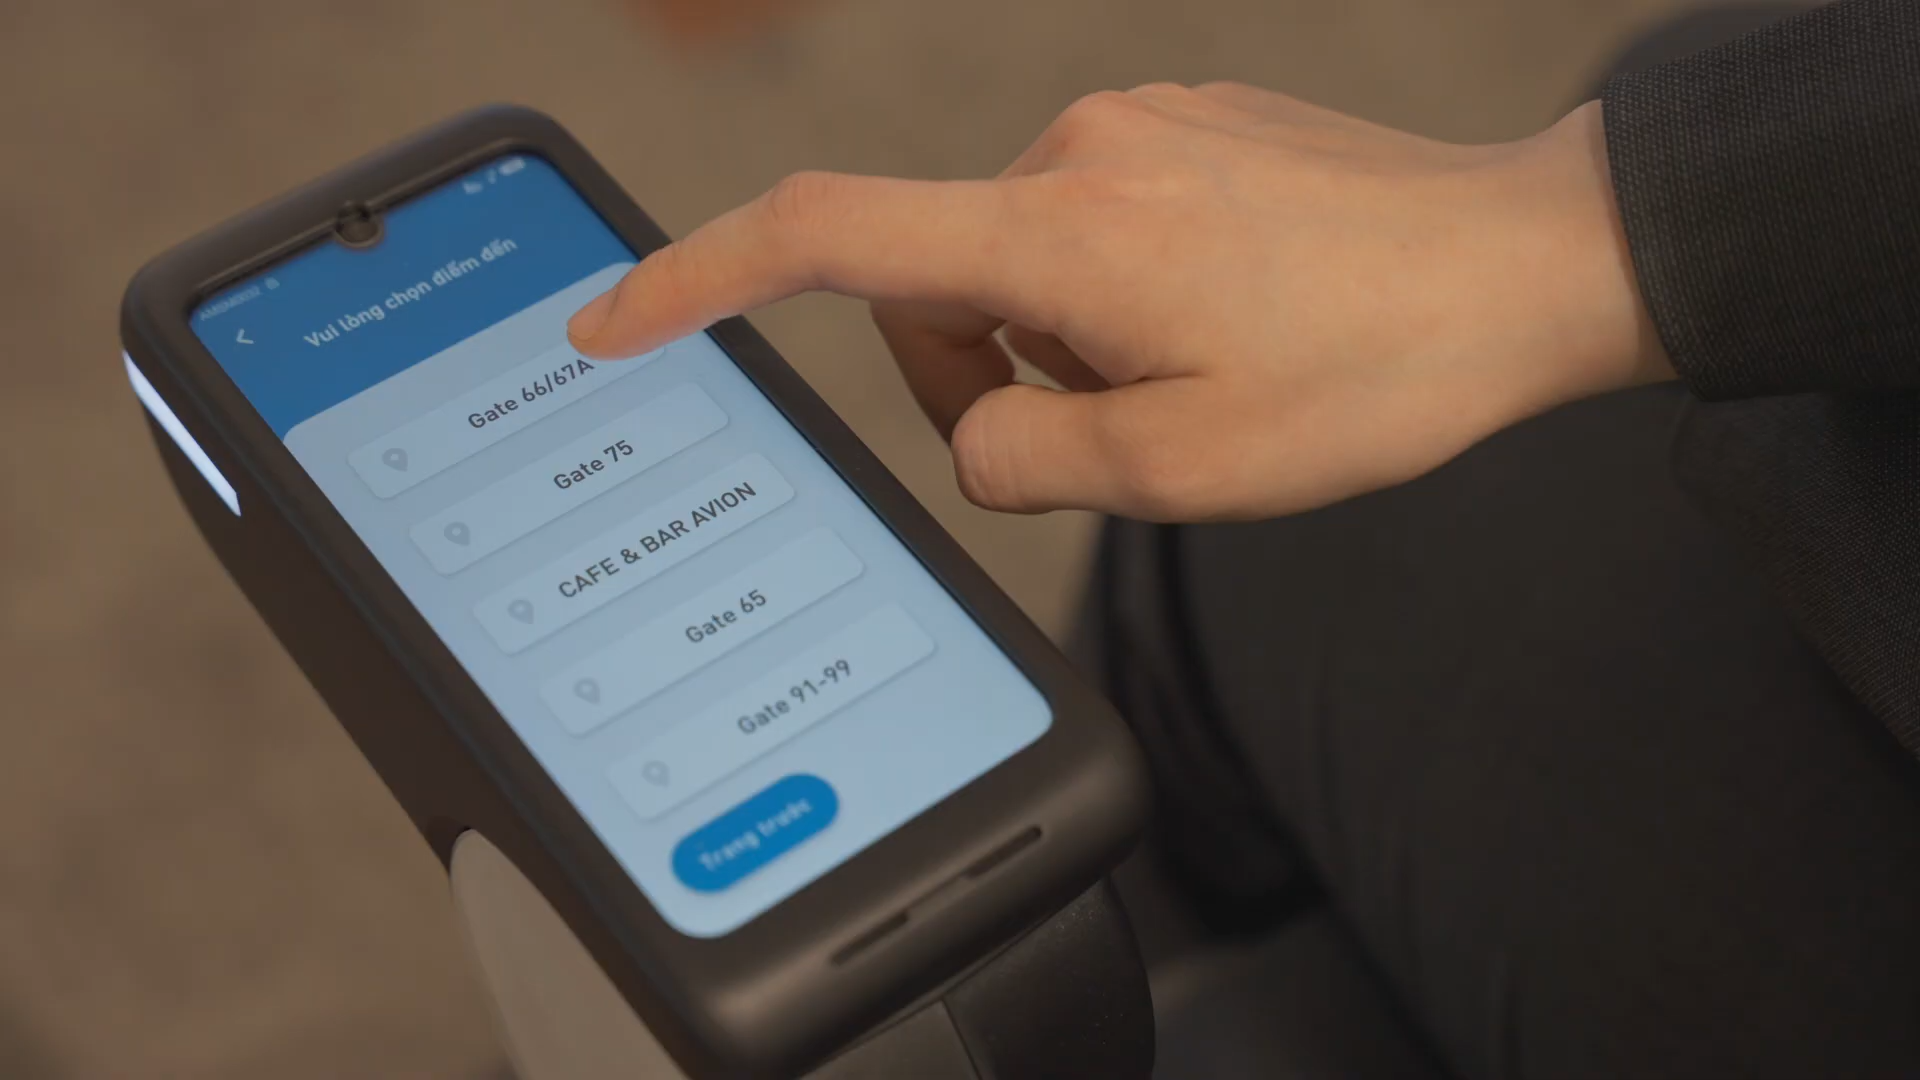 Vui lòng chọn điểm đến
Gate 66/67A
Gate 75
CAFE & BAR AVION
Gate 65
Gate 91-99
Trang trước